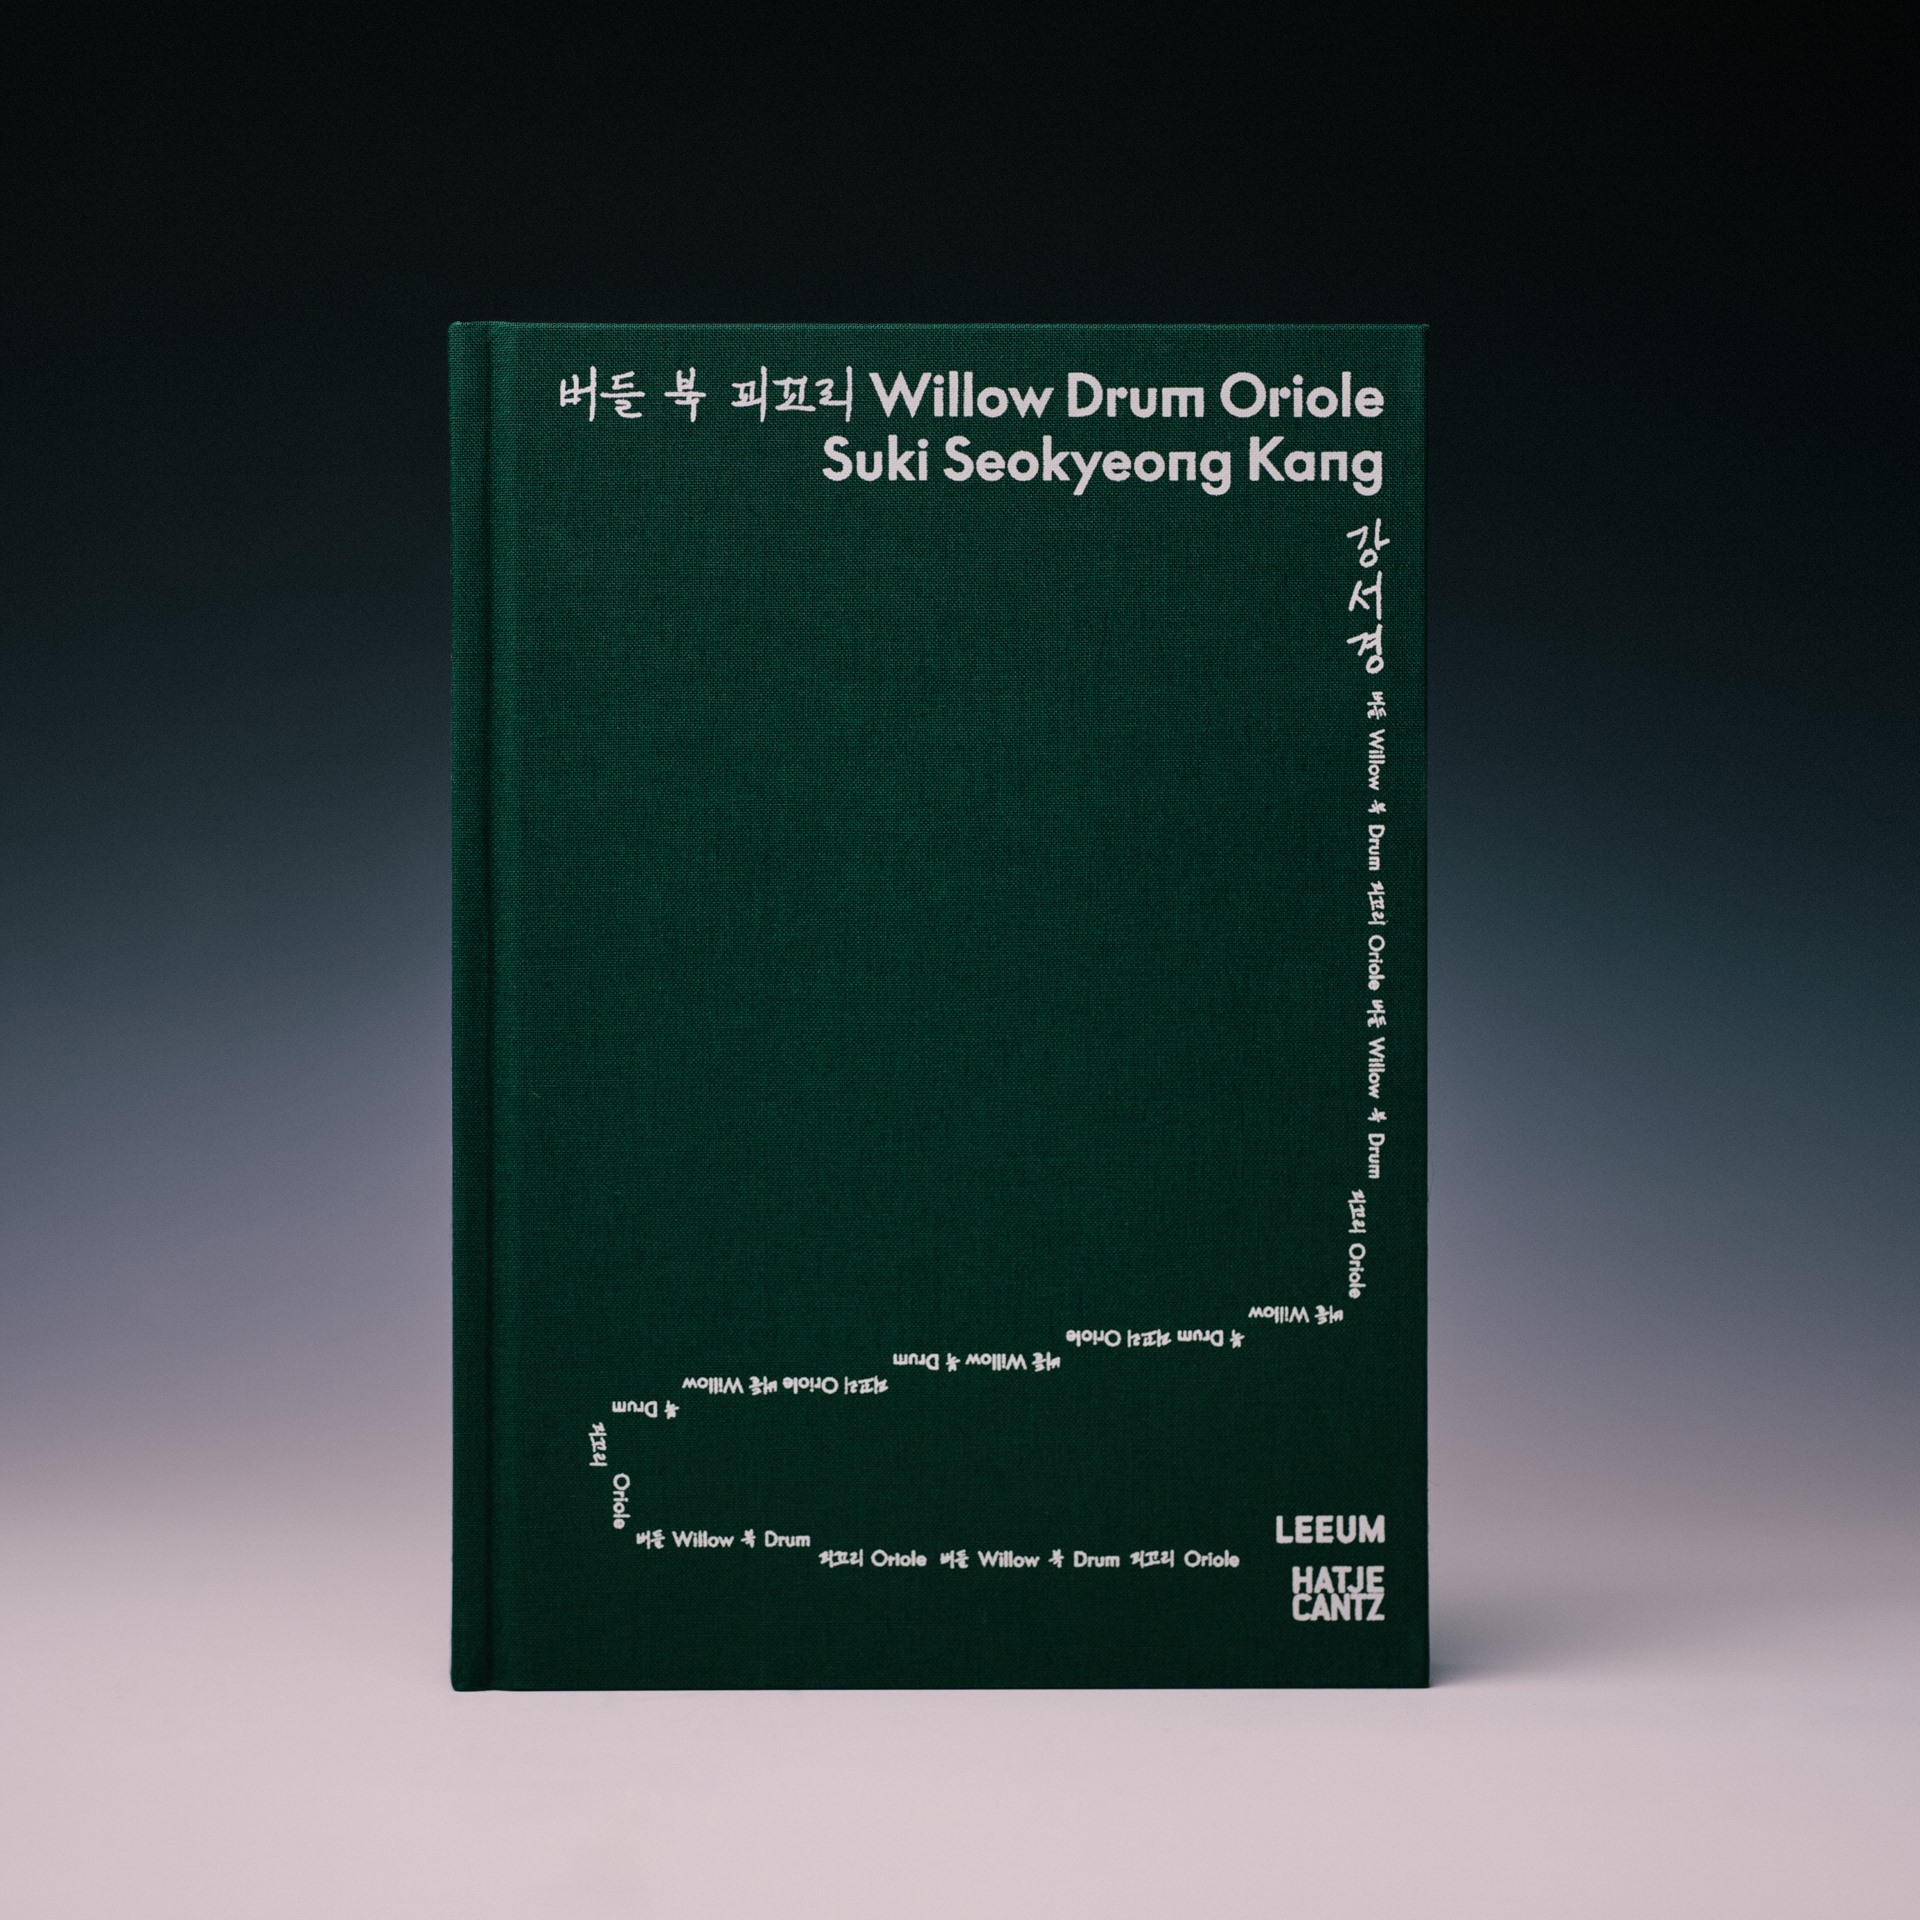 버들 북 꾀꼬리 Willow Drum Oriole
Suki Seokyeong Kang
강서경
버들 Willow 북 Drum 꾀꼬리 Oriole 버들 Willow 북 Drum
꾀꼬리 Oriole
버들 Willow
북 Drum 꾀꼬리 Oriole
버들 Willow 북 Drum
꾀꼬리 Oriole 버들 Willow
북 Drum
꾀꼬리
Oriole
버들 Willow 북 Drum
꾀꼬리 Oriole 버들 Willow 북 Drum 꾀꼬리 Oriole
LEEUM
HATJE
CANTZ